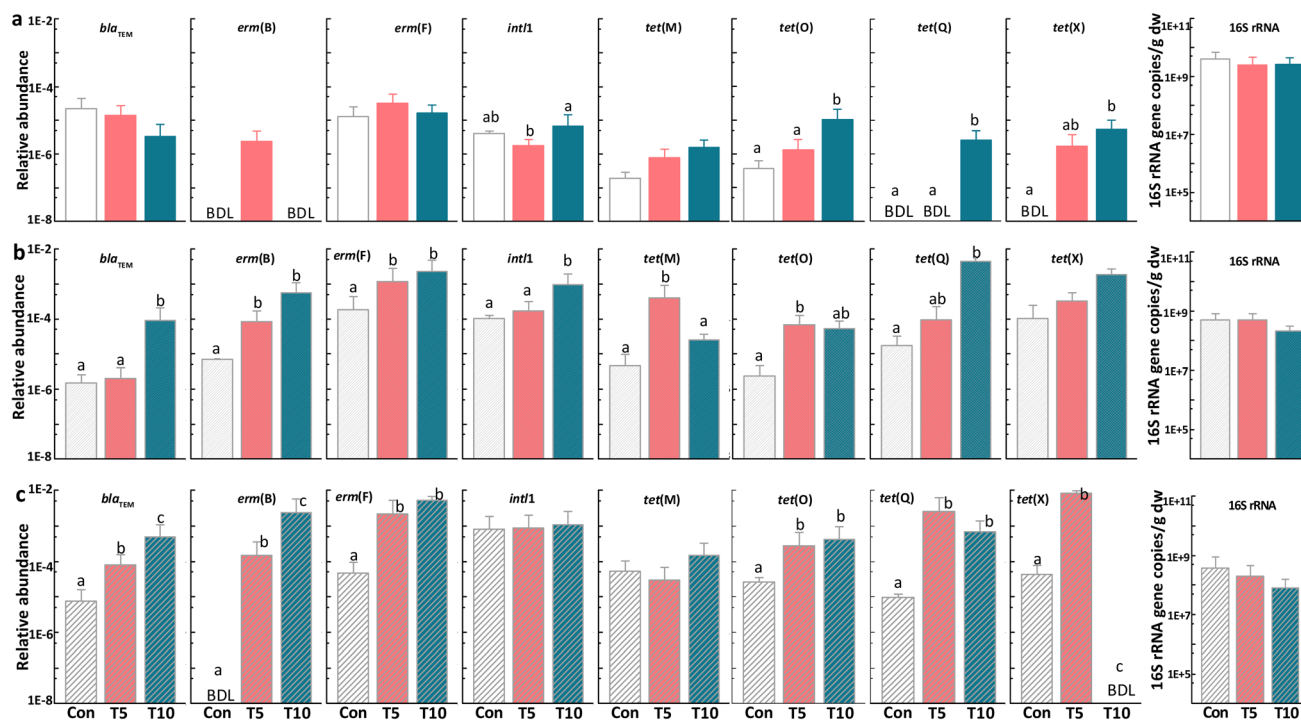 a
Relative abundance
1E-2
1E-4
1E-6
1E-8
bla_TEM
erm(B)
BDL
BDL
erm(F)
intl1
ab
b
a
tet(M)
tet(O)
a
a
b
tet(Q)
a
BDL
a
BDL
b
tet(X)
a
BDL
ab
b
16S rRNA gene copies/g dw
1E+11
1E+9
1E+7
1E+5
16S rRNA
b
Relative abundance
1E-2
1E-4
1E-6
1E-8
bla_TEM
a
a
b
erm(B)
a
b
b
erm(F)
a
b
b
intl1
a
a
b
tet(M)
a
b
a
tet(O)
a
b
ab
tet(Q)
a
ab
b
tet(X)
16S rRNA gene copies/g dw
1E+11
1E+9
1E+7
1E+5
16S rRNA
c
Relative abundance
1E-2
1E-4
1E-6
1E-8
bla_TEM
a
b
c
erm(B)
a
BDL
b
c
erm(F)
a
b
b
intl1
tet(M)
tet(O)
a
b
b
tet(Q)
a
b
b
tet(X)
a
b
c
BDL
16S rRNA gene copies/g dw
1E+11
1E+9
1E+7
1E+5
16S rRNA
Con T5 T10 Con T5 T10 Con T5 T10 Con T5 T10 Con T5 T10 Con T5 T10 Con T5 T10 Con T5 T10 Con T5 T10